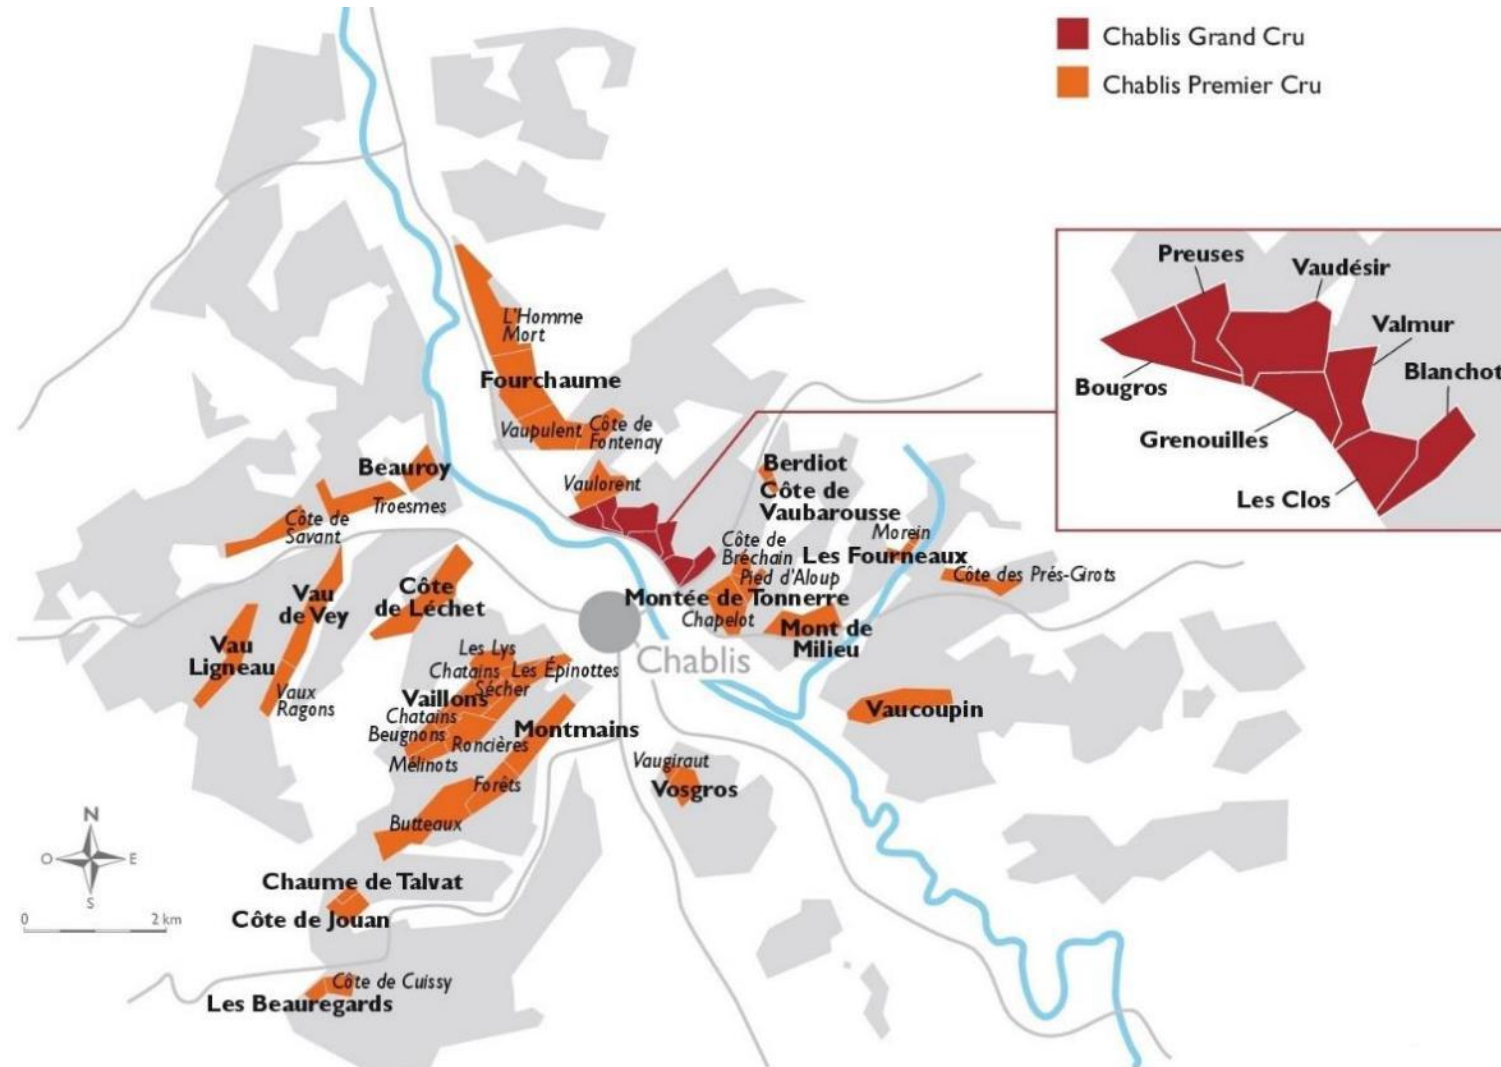 Chablis Grand Cru
Chablis Premier Cru
L'Homme
Mort
Fourchaume
Vaupulent
Côte de
Fontenay
Vaulorent
Beauroy
Troesmes
Côte de
Savant
Preuses
Vaudésir
Valmur
Blanchot
Bougros
Grenouilles
Les Clos
Berdiot
Côte de
Vaubarousse
Morein
Côte de
Bréchain
Les Fourneaux
Pied d'Aloup
Côte des Prés-Girots
Montée de Tonnerre
Chapelot
Mont de
Milieu
Chablis
Vau
de Vey
Côte
de Léchet
Vau
Ligneau
Vaux
Ragons
Les Lys
Chatains
Les Épinottes
Sécher
Vaillons
Chatains
Beugnons
Roncières
Mélinots
Montmains
Forêts
Butteaux
Vaugiraut
Vosgros
Vaucoupin
Chaume de Talvat
Côte de Jouan
Côte de Cuissy
Les Beauregards
N
O
E
S
0
2 km